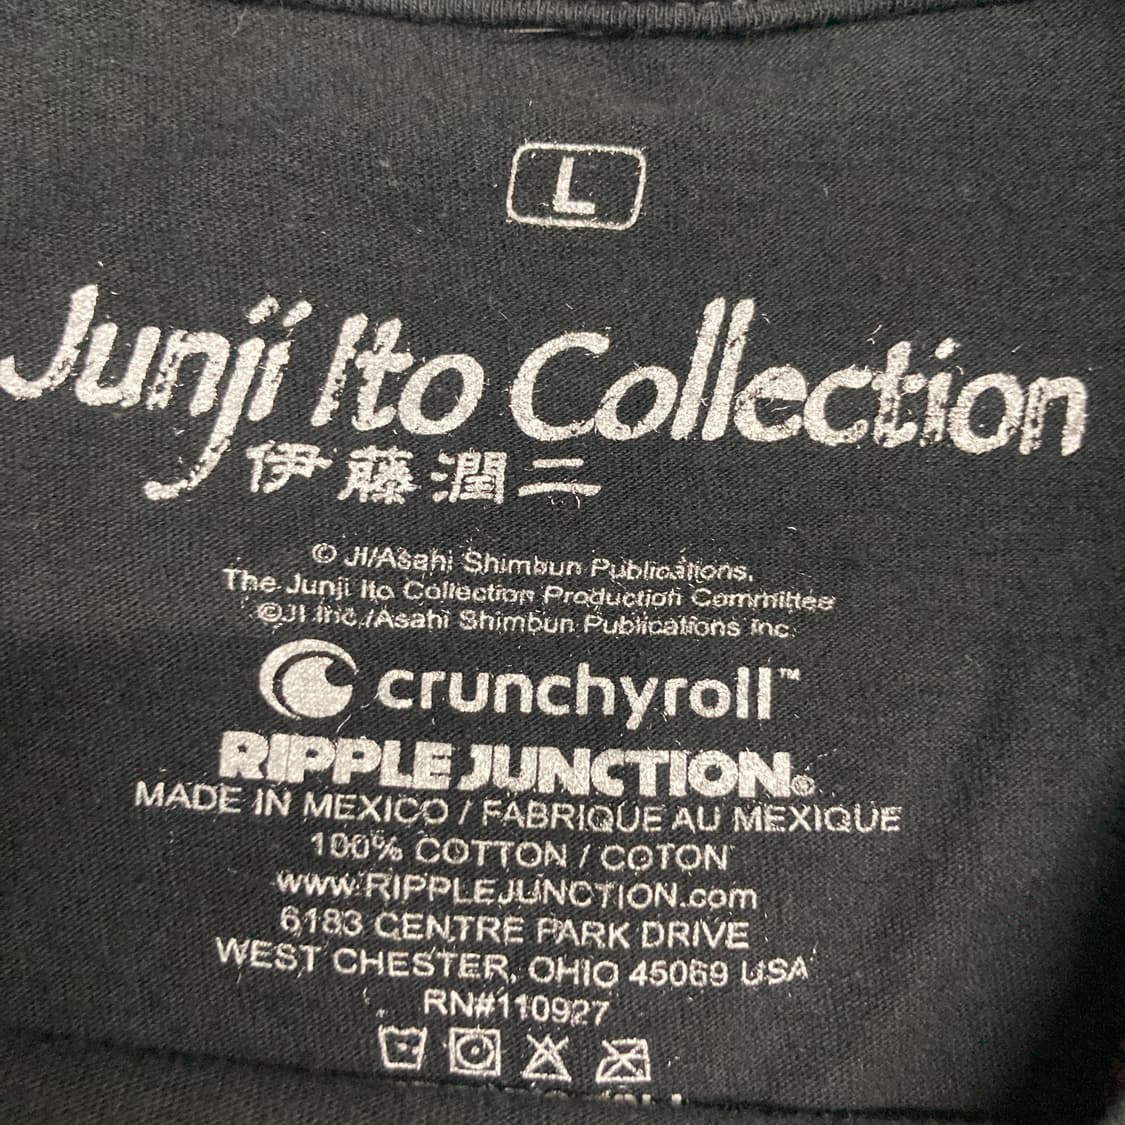 L
Junji Ito Collection
伊藤潤二
© JI/Asahi Shimbun Publications,
The Junji Ito Collection Production Committee
©JI Inc./Asahi Shimbun Publications Inc.
crunchyroll™
RIPPLE JUNCTION®
MADE IN MEXICO / FABRIQUE AU MEXIQUE
100% COTTON / COTON
www.RIPPLEJUNCTION.com
6183 CENTRE PARK DRIVE
WEST CHESTER, OHIO 45069 USA
RN#110927